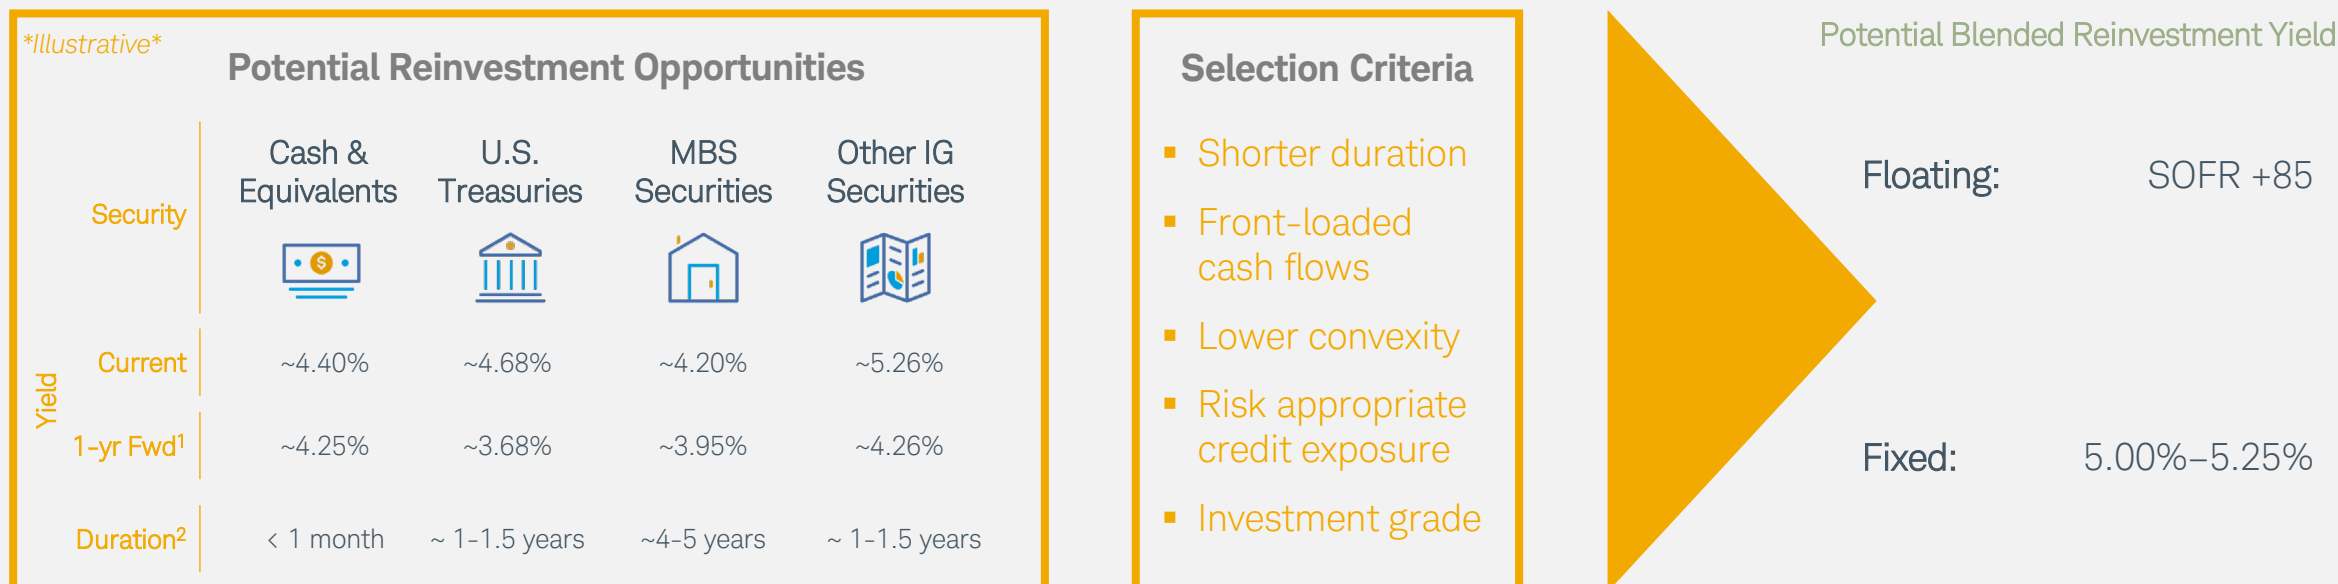 *Illustrative*
Potential Reinvestment Opportunities
Security
Cash &
Equivalents
U.S.
Treasuries
MBS
Securities
Other IG
Securities
$
Yield
Current
~4.40%
~4.68%
~4.20%
~5.26%
1-yr Fwd¹
~4.25%
~3.68%
~3.95%
~4.26%
Duration²
< 1 month
~ 1-1.5 years
~4-5 years
~ 1-1.5 years
Selection Criteria
▪ Shorter duration
▪ Front-loaded
cash flows
▪ Lower convexity
▪ Risk appropriate
credit exposure
▪ Investment grade
Potential Blended Reinvestment Yield
Floating: SOFR +85
Fixed: 5.00%–5.25%